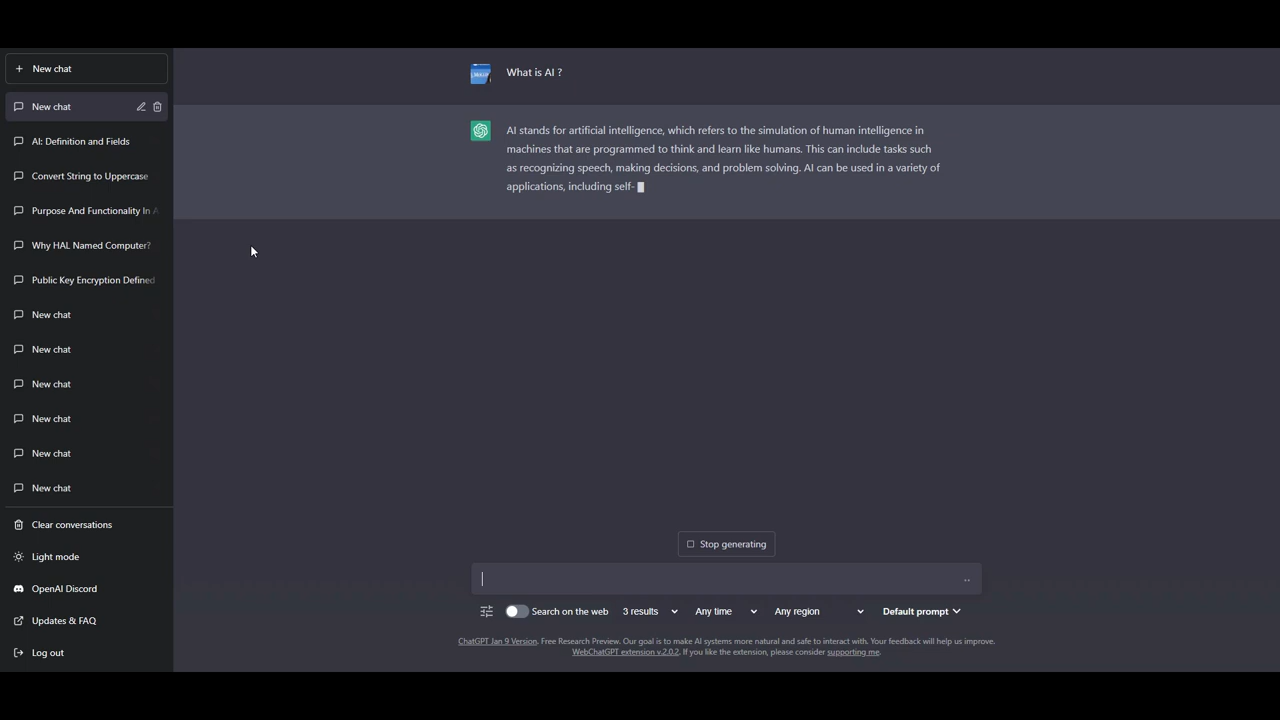 New chat
New chat
AI: Definition and Fields
Convert String to Uppercase
Purpose And Functionality In A
Why HAL Named Computer?
Public Key Encryption Defined
New chat
New chat
New chat
New chat
New chat
New chat
Clear conversations
Light mode
OpenAI Discord
Updates & FAQ
Log out
What is AI ?
AI stands for artificial intelligence, which refers to the simulation of human intelligence in
machines that are programmed to think and learn like humans. This can include tasks such
as recognizing speech, making decisions, and problem solving. AI can be used in a variety of
applications, including self-
Stop generating
Search on the web 3 results Any time Any region Default prompt
ChatGPT Jan 9 Version. Free Research Preview. Our goal is to make AI systems more natural and safe to interact with. Your feedback will help us improve.
WebChatGPT extension v.2.0.2. If you like the extension, please consider supporting me.